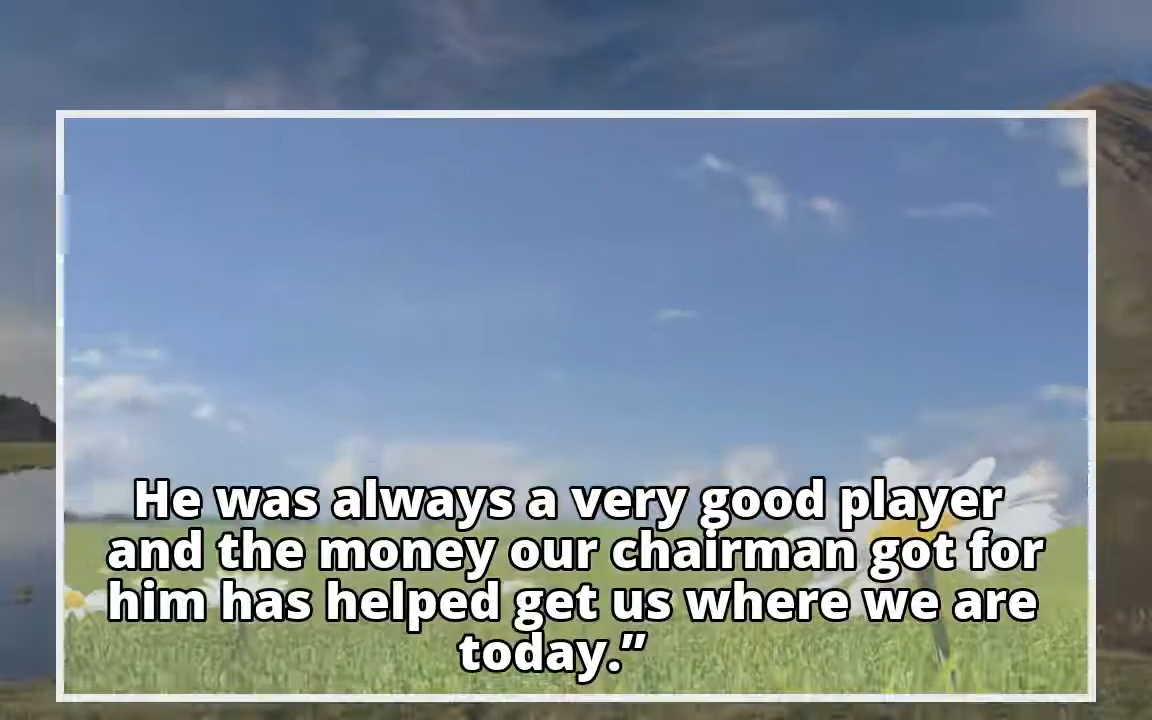 He was always a very good player
and the money our chairman got for
him has helped get us where we are
today.”